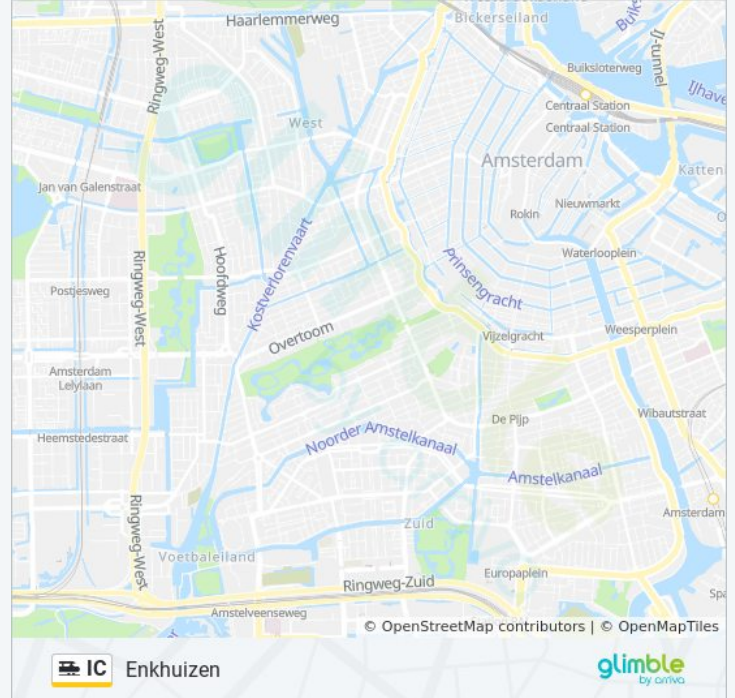 Haarlemmerweg
Bickerseiland
Buiks
IJ-tunnel
Ringweg-West
Buiksloterweg
IJhave
Centraal Station
Centraal Station
West
Amsterdam
Katten
Jan van Galenstraat
Nieuwmarkt
Rokin
O
Hoofdweg
Kostverlorenvaart
Waterlooplein
Ringweg-West
Prinsengracht
Postjesweg
Overtoom
Vijzelgracht
Weesperplein
Amsterdam
Lelylaan
De Pijp
Wibautstraat
Heemstedestraat
Noorder Amstelkanaal
Amstelkanaal
Ringweg-West
Zuid
Amsterdam
Voetbaleiland
Europaplein
Ringweg-Zuid
Spa
Amstelveenseweg
© OpenStreetMap contributors | © OpenMapTiles
IC Enkhuizen
glimble
by arriva